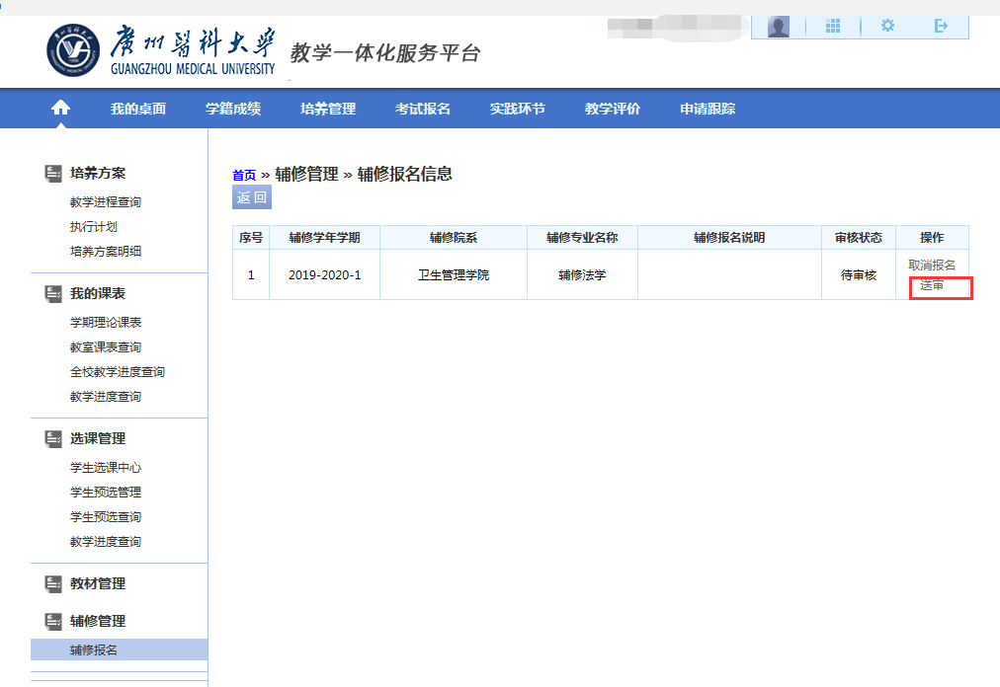 廣州醫科大學
GUANGZHOU MEDICAL UNIVERSITY
教学一体化服务平台
我的桌面 学籍成绩 培养管理 考试报名 实践环节 教学评价 申请跟踪
培养方案
教学进程查询
执行计划
培养方案明细
我的课表
学期理论课表
教室课表查询
全校教学进度查询
教学进度查询
选课管理
学生选课中心
学生预选管理
学生预选查询
教学进度查询
教材管理
辅修管理
辅修报名
首页 » 辅修管理 » 辅修报名信息
返 回
序号 辅修学年学期 辅修院系 辅修专业名称 辅修报名说明 审核状态 操作
1 2019-2020-1 卫生管理学院 辅修法学 待审核 取消报名
送审